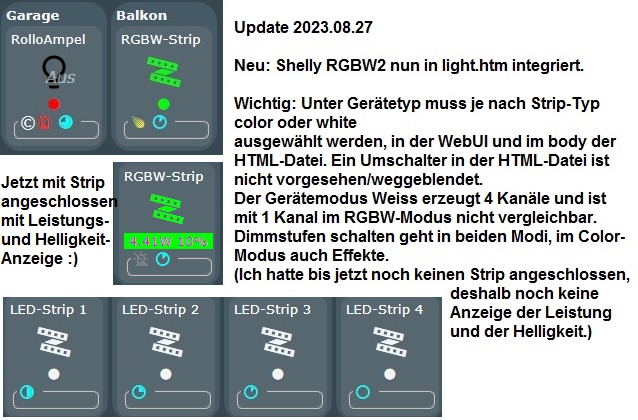 Garage
Balkon
RolloAmpel
RGBW-Strip
Aus
Update 2023.08.27
Neu: Shelly RGBW2 nun in light.htm integriert.
Wichtig: Unter Gerätetyp muss je nach Strip-Typ
color oder white
ausgewählt werden, in der WebUI und im body der
HTML-Datei. Ein Umschalter in der HTML-Datei ist
nicht vorgesehen/weggeblendet.
Der Gerätemodus Weiss erzeugt 4 Kanäle und ist
mit 1 Kanal im RGBW-Modus nicht vergleichbar.
Dimmstufen schalten geht in beiden Modi, im Color-
Modus auch Effekte.
(Ich hatte bis jetzt noch keinen Strip angeschlossen,
deshalb noch keine
Anzeige der Leistung
und der Helligkeit.)
Jetzt mit Strip
angeschlossen
mit Leistungs-
und Helligkeit-
Anzeige :)
RGBW-Strip
4.41W 10%
LED-Strip 1
LED-Strip 2
LED-Strip 3
LED-Strip 4